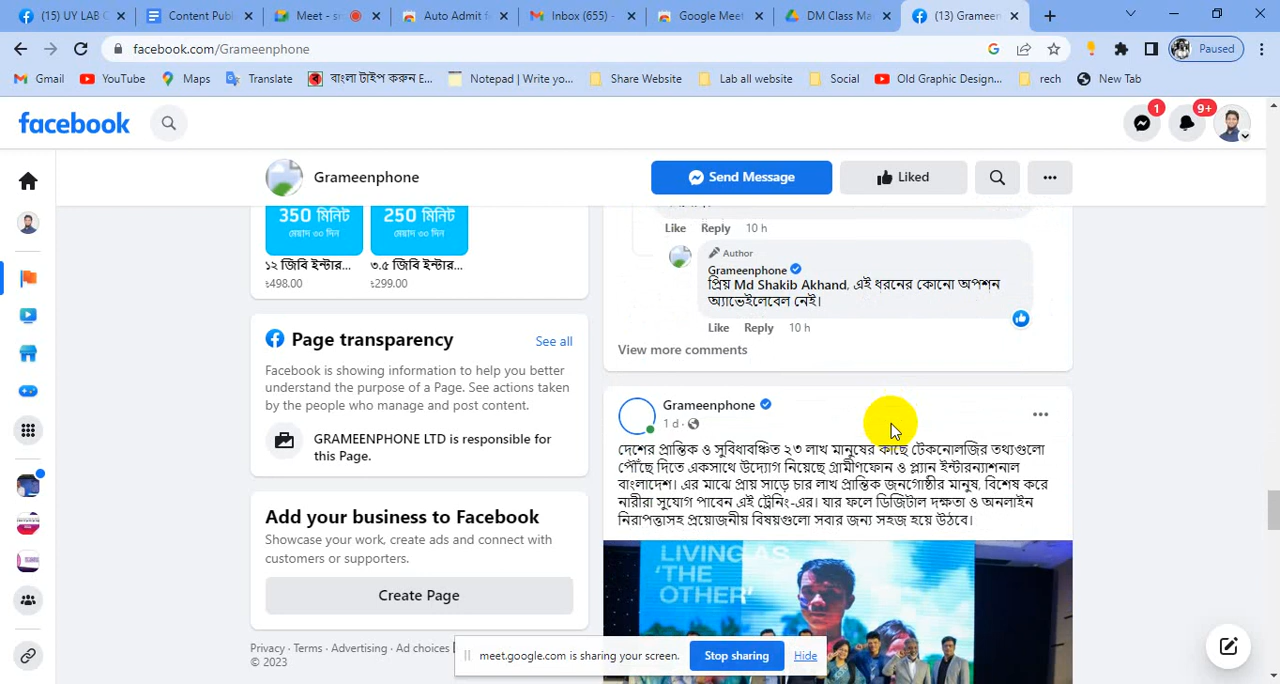 (15) UY LAB C
Content Publ
Meet - s
Auto Admit
Inbox (655) -
Google Meet
DM Class Ma
(13) Grameen
facebook.com/Grameenphone
Paused
Gmail
YouTube
Maps
Translate
বাংলা টাইপ করুন E...
Notepad | Write yo...
Share Website
Lab all website
Social
Old Graphic Design...
rech
New Tab
facebook
1
9+
Grameenphone
Send Message
Liked
350 মিনিট
মেয়াদ ৩০ দিন
250 মিনিট
মেয়াদ ৩০ দিন
১২ জিবি ইন্টার...
৳498.00
৩.৫ জিবি ইন্টার...
৳299.00
Page transparency
See all
Facebook is showing information to help you better
understand the purpose of a Page. See actions taken
by the people who manage and post content.
GRAMEENPHONE LTD is responsible for
this Page.
Add your business to Facebook
Showcase your work, create ads and connect with
customers or supporters.
Create Page
Privacy · Terms · Advertising · Ad choices
© 2023
Like Reply 10 h
Author
Grameenphone
প্রিয় Md Shakib Akhand, এই ধরনের কোনো অপশন
অ্যাভেইলেবেল নেই।
Like Reply 10 h
View more comments
Grameenphone
1 d
দেশের প্রান্তিক ও সুবিধাবঞ্চিত ২৩ লাখ মানুষের কাছে টেকনোলজির তথ্যগুলো
পৌঁছে দিতে একসাথে উদ্যোগ নিয়েছে গ্রামীণফোন ও প্ল্যান ইন্টারন্যাশনাল
বাংলাদেশ। এর মাঝে প্রায় সাড়ে চার লাখ প্রান্তিক জনগোষ্ঠীর মানুষ, বিশেষ করে
নারীরা সুযোগ পাবেন এই ট্রেনিং-এর। যার ফলে ডিজিটাল দক্ষতা ও অনলাইন
নিরাপত্তাসহ প্রয়োজনীয় বিষয়গুলো সবার জন্য সহজ হয়ে উঠবে।
LIVING AS
'THE
OTHER'
meet.google.com is sharing your screen.
Stop sharing
Hide